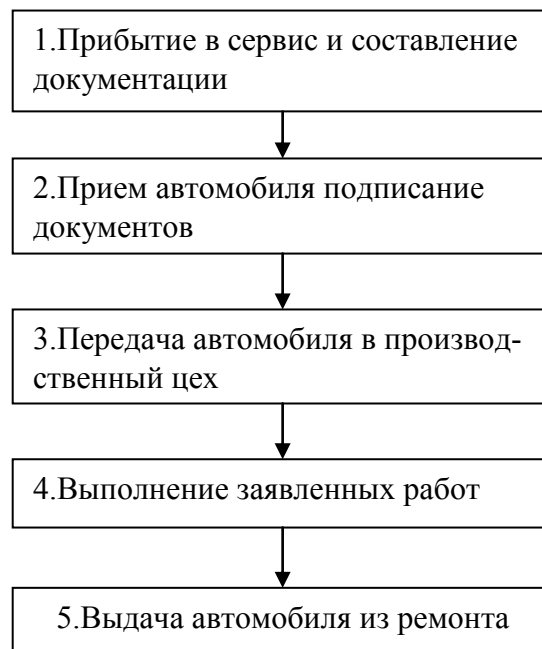 1.Прибытие в сервис и составление
документации
2.Прием автомобиля подписание
документов
3.Передача автомобиля в производ-
ственный цех
4.Выполнение заявленных работ
5.Выдача автомобиля из ремонта